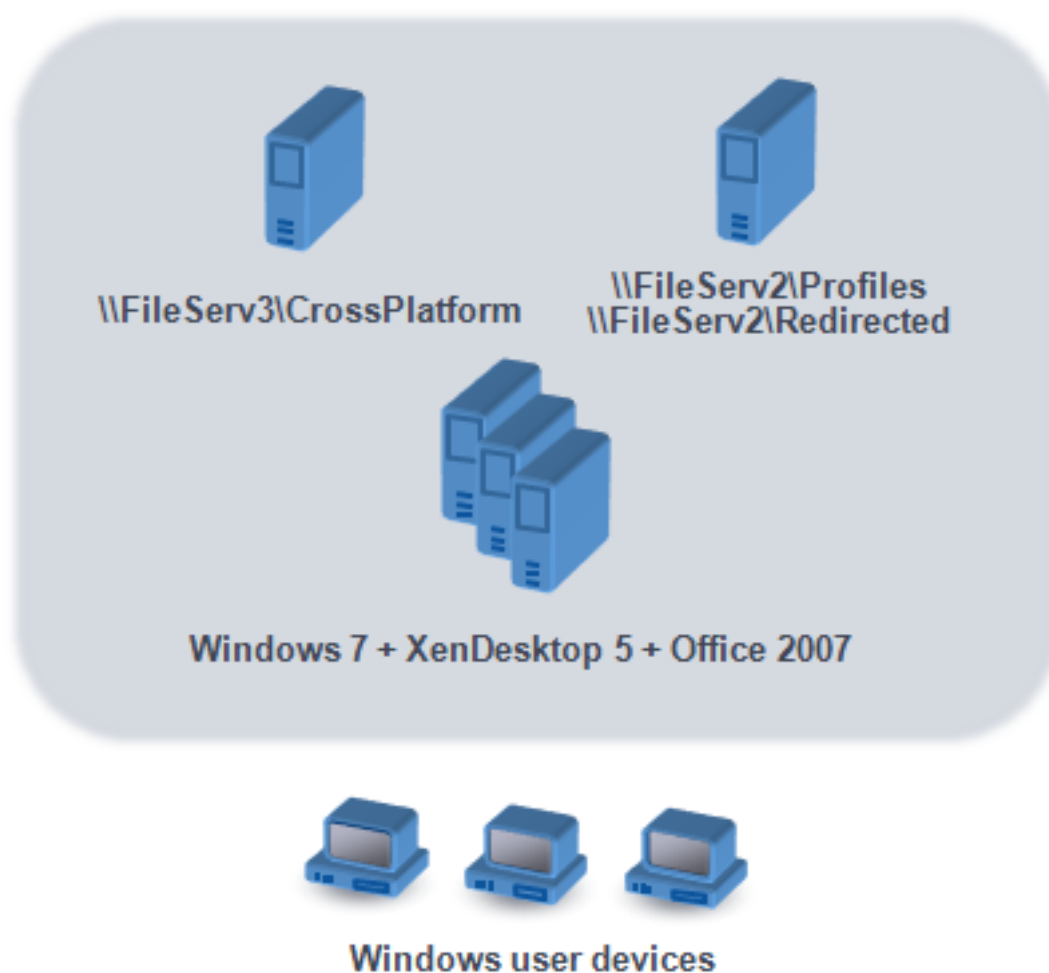 \\FileServ3\CrossPlatform
\\FileServ2\Profiles
\\FileServ2\Redirected
Windows 7 + XenDesktop 5 + Office 2007
Windows user devices